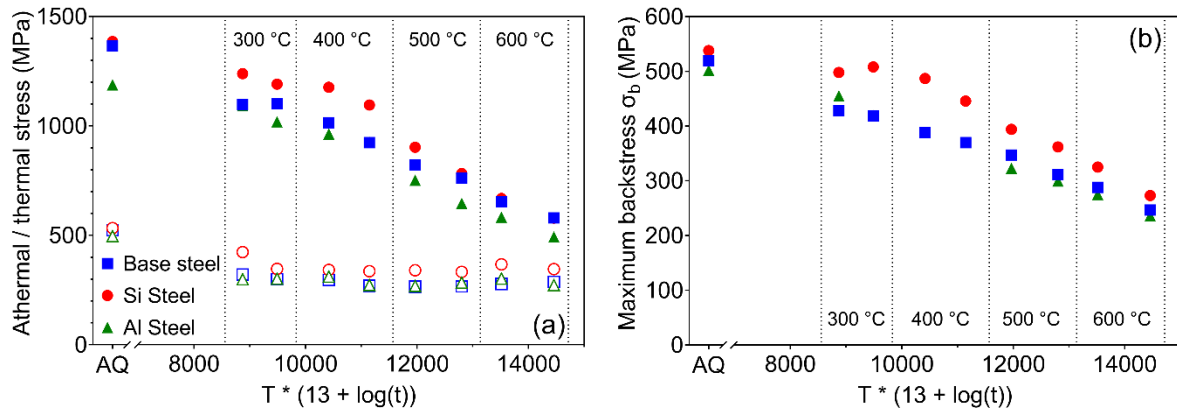 Athermal / thermal stress (MPa)
1500
1000
500
0
300 °C
400 °C
500 °C
600 °C
Base steel
Si Steel
Al Steel
(a)
AQ
8000
10000
12000
14000
T * (13 + log(t))
Maximum backstress σb (MPa)
600
500
400
300
200
100
0
(b)
300 °C
400 °C
500 °C
600 °C
AQ
8000
10000
12000
14000
T * (13 + log(t))